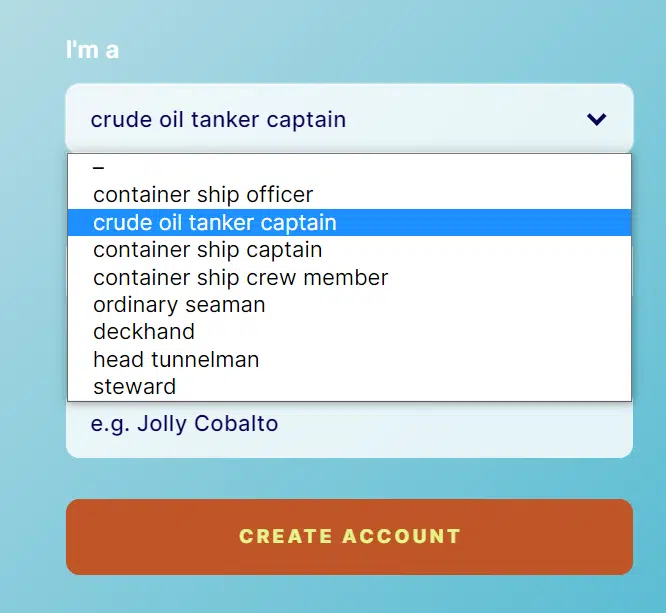 I'm a
crude oil tanker captain
–
container ship officer
crude oil tanker captain
container ship captain
container ship crew member
ordinary seaman
deckhand
head tunnelman
steward
e.g. Jolly Cobalto
CREATE ACCOUNT